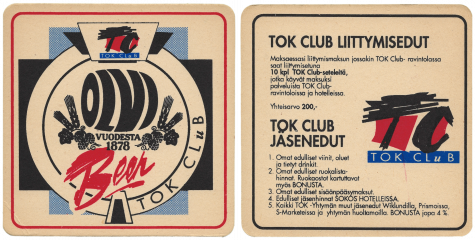 TC
TOK CLuB
OLVI
VUODESTA
1878
Beer
TOK CLuB
TOK CLUB LIITTYMISEDUT
Maksaessasi liittymismaksun jossakin TOK Club- ravintolassa
saat liittymisetuna
10 kpl TOK Club-seteleitä,
jotka käyvät maksuksi
palveluista TOK Club-
ravintoloissa ja hotelleissa.
Yhteisarvo 200,-
TC
TOK CLuB
TOK CLUB
JÄSENEDUT
1. Omat edulliset viinit, oluet
ja tietyt drinkit.
2. Omat edulliset ruokalista-
hinnat. Ruokaostot kartuttavat
myös BONUSTA.
3. Omat edulliset sisäänpääsymaksut.
4. Edulliset jäsenhinnat SOKOS HOTELLEISSA.
5. Kaikki TOK -Yhtymän muut jäsenedut Wiklundilla, Prismoissa,
S-Marketeissa ja yhtymän huoltamoilla. BONUSTA jopa 4 %.